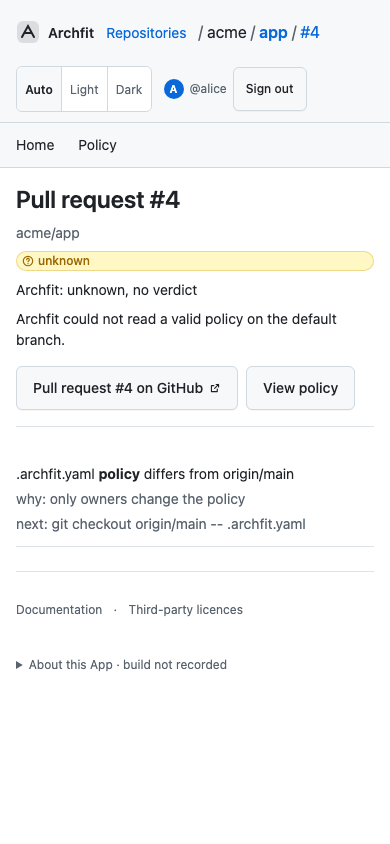 Archfit Repositories / acme / app / #4
Auto Light Dark A @alice Sign out
Home Policy
Pull request #4
acme/app
unknown
Archfit: unknown, no verdict
Archfit could not read a valid policy on the default
branch.
Pull request #4 on GitHub View policy
.archfit.yaml policy differs from origin/main
why: only owners change the policy
next: git checkout origin/main -- .archfit.yaml
Documentation · Third-party licences
About this App · build not recorded